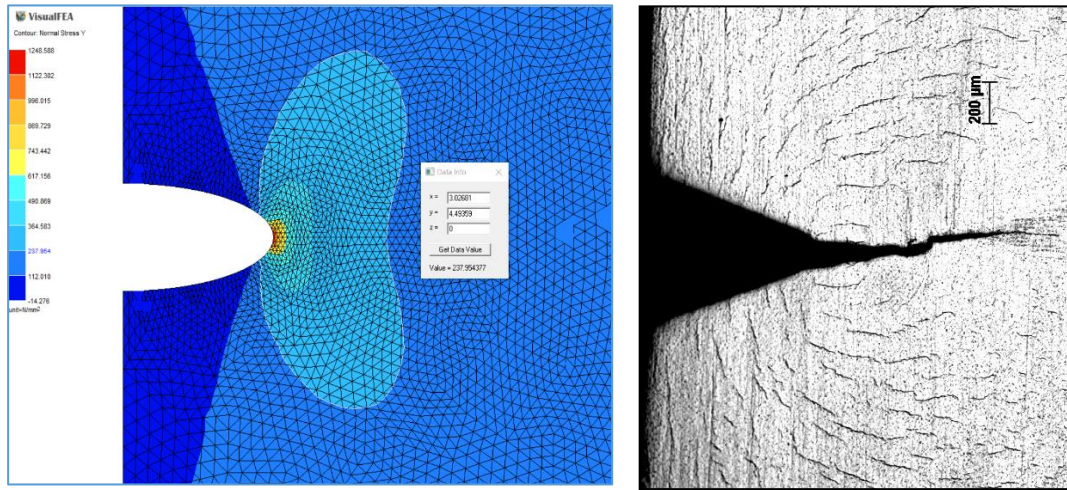 VisualFEA
Contour: Normal Stress Y
1248.588
1122.302
996.015
869.729
743.442
617.156
490.869
364.583
237.954
112.010
-14.276
unit=N/mm2
Data Info
x = 3.02681
y = 4.49359
z = 0
Get Data Value
Value = 237.954377
200 µm